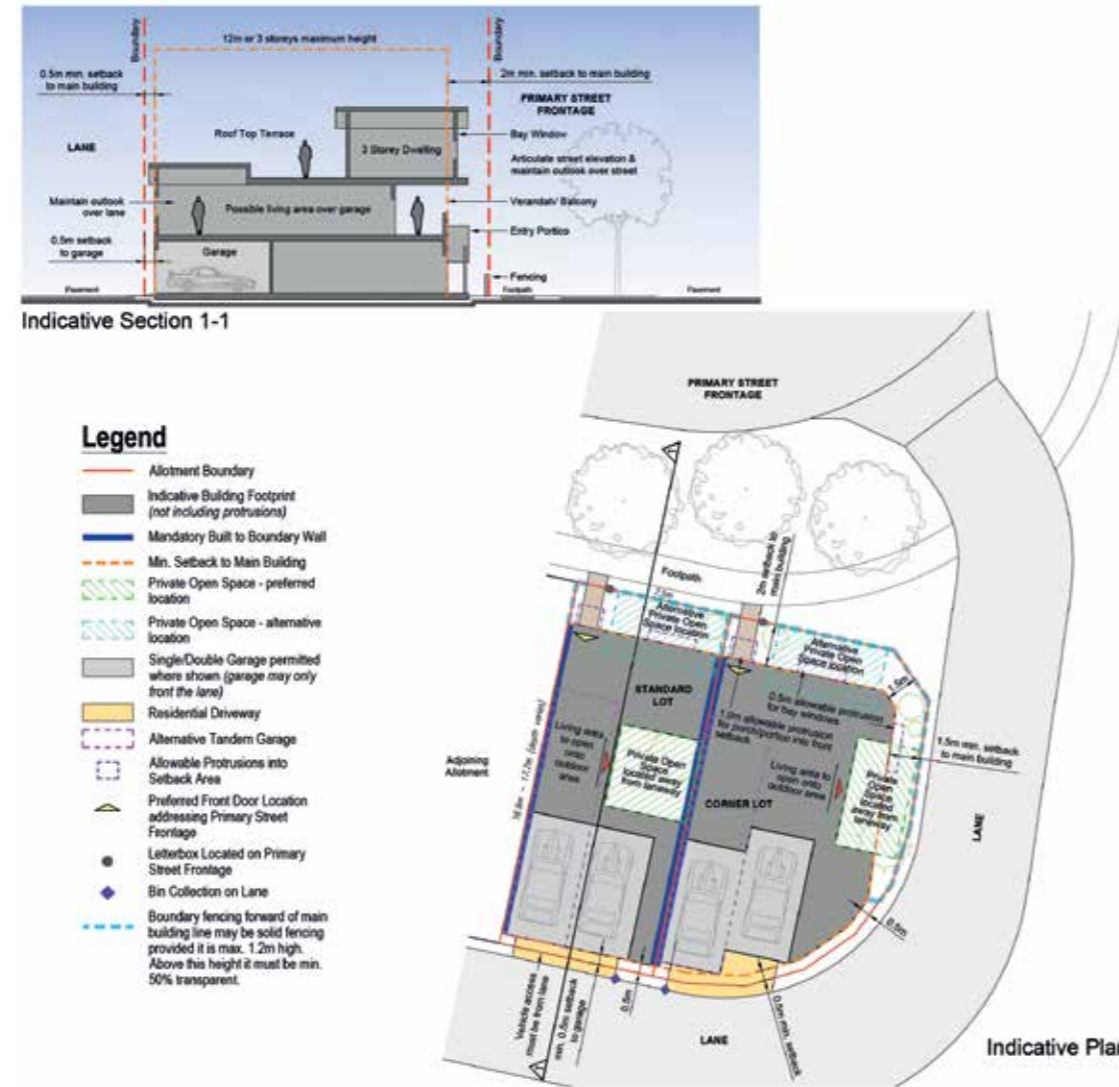 12m or 3 storeys maximum height
Boundary
Boundary
0.5m min. setback
to main building
2m min. setback to main building
PRIMARY STREET
FRONTAGE
LANE
Roof Top Terrace
Bay Window
3 Storey Dwelling
Articulate street elevation &
maintain outlook over street
Maintain outlook
over lane
Possible living area over garage
Verandah/ Balcony
0.5m setback
to garage
Entry Portico
Garage
Fencing
Pavement
Footpath
Pavement
Indicative Section 1-1
Legend
Allotment Boundary
Indicative Building Footprint
(not including protrusions)
Mandatory Built to Boundary Wall
Min. Setback to Main Building
Private Open Space - preferred
location
Private Open Space - alternative
location
Single/Double Garage permitted
where shown (garage may only
front the lane)
Residential Driveway
Alternative Tandem Garage
Allowable Protrusions into
Setback Area
Preferred Front Door Location
addressing Primary Street
Frontage
Letterbox Located on Primary
Street Frontage
Bin Collection on Lane
Boundary fencing forward of main
building line may be solid fencing
provided it is max. 1.2m high.
Above this height it must be min.
50% transparent.
PRIMARY STREET
FRONTAGE
Footpath
2m setback to
main building
7.5m
Alternative
Private Open
Space location
Alternative
Private Open
Space location
1.5m
STANDARD
LOT
0.5m allowable protrusion
for bay windows
1.0m allowable protrusion
for porch/portico into front
setback
1.5m min. setback
to main building
Adjoining
Allotment
Living area
to open
onto
outdoor
area
Private Open
Space
located away
from laneway
Living area to
open onto
outdoor area
Private
Open
Space
located
away from
laneway
CORNER LOT
LANE
0.5m
Vehicle access
must be from lane
min. 0.5m setback
to garage
0.5m
0.5m min. setback
LANE
Indicative Plan